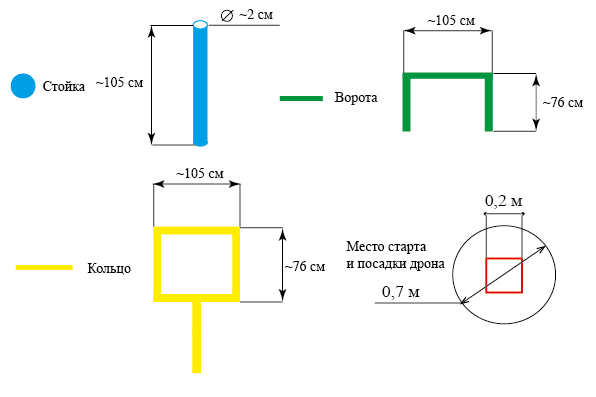 ⌀ ~2 см
~105 см
Стойка
~105 см
Ворота
~76 см
~105 см
Кольцо
~76 см
0,2 м
Место старта
и посадки дрона
0,7 м